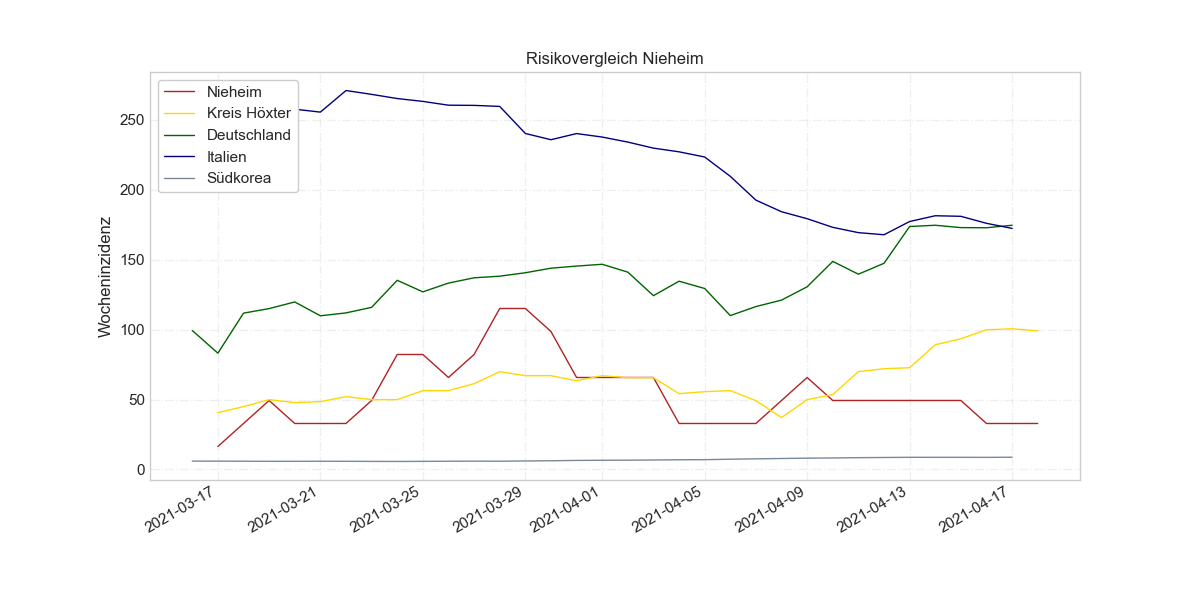 Risikovergleich Nieheim
Nieheim
Kreis Höxter
Deutschland
Italien
Südkorea
Wocheninzidenz
250
200
150
100
50
0
2021-03-17
2021-03-21
2021-03-25
2021-03-29
2021-04-01
2021-04-05
2021-04-09
2021-04-13
2021-04-17